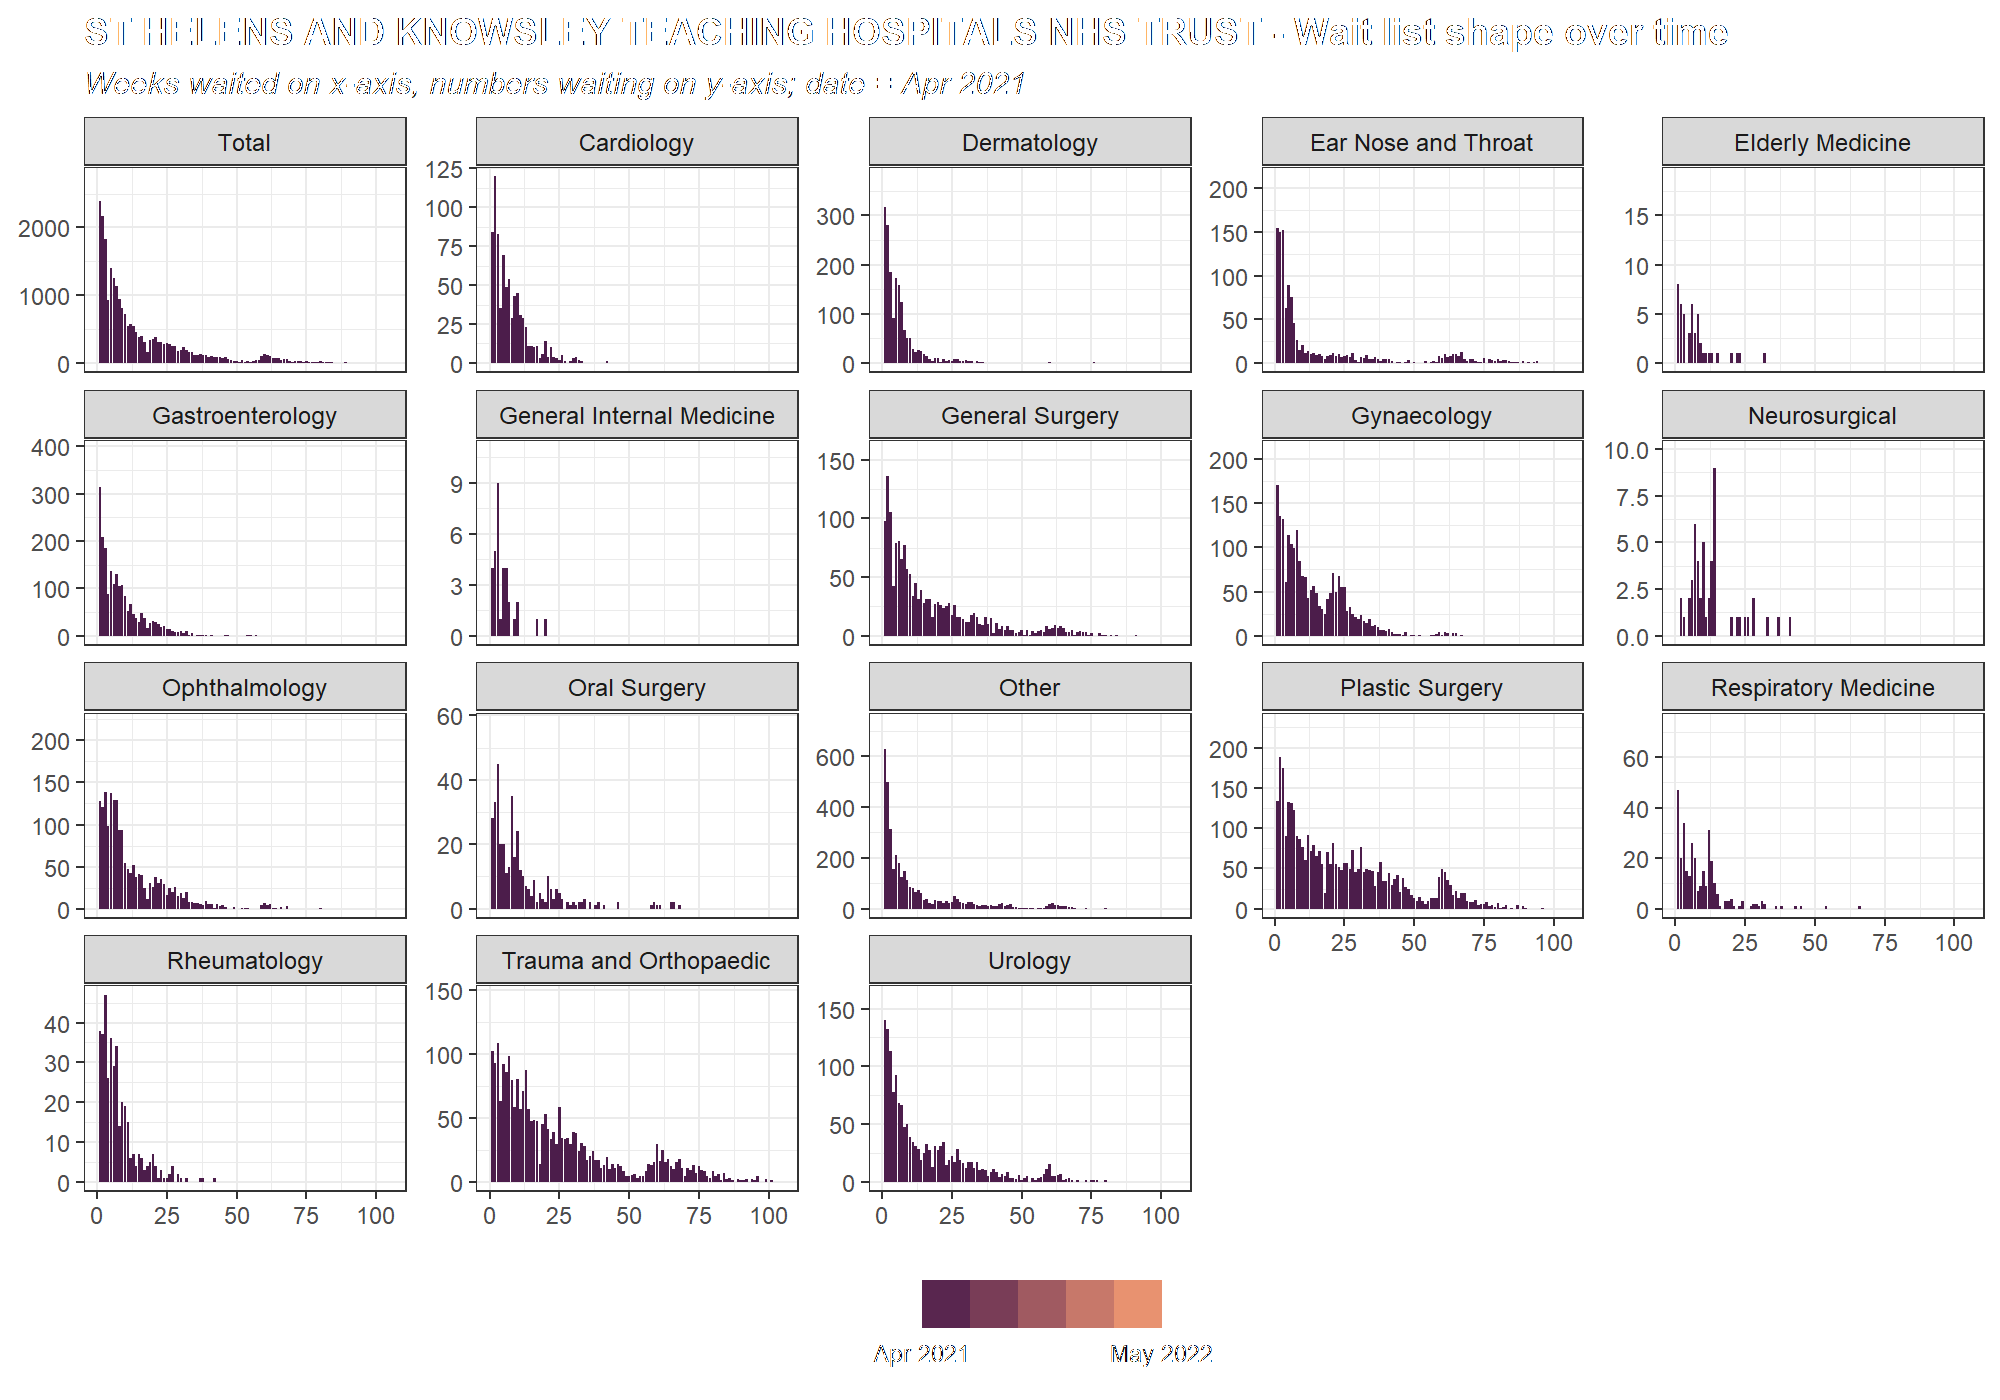 ST HELENS AND KNOWSLEY TEACHING HOSPITALS NHS TRUST - Wait list shape over time
Weeks waited on x-axis, numbers waiting on y-axis; date = Apr 2021
Total
Cardiology
Dermatology
Ear Nose and Throat
Elderly Medicine
2000
1000
0
125
100
75
50
25
0
300
200
100
0
200
150
100
50
0
15
10
5
0
Gastroenterology
General Internal Medicine
General Surgery
Gynaecology
Neurosurgical
400
300
200
100
0
9
6
3
0
150
100
50
0
200
150
100
50
0
10.0
7.5
5.0
2.5
0.0
Ophthalmology
Oral Surgery
Other
Plastic Surgery
Respiratory Medicine
200
150
100
50
0
60
40
20
0
600
400
200
0
200
150
100
50
0
60
40
20
0
0 25 50 75 100
0 25 50 75 100
Rheumatology
Trauma and Orthopaedic
Urology
40
30
20
10
0
150
100
50
0
150
100
50
0
0 25 50 75 100
0 25 50 75 100
0 25 50 75 100
Apr 2021
May 2022